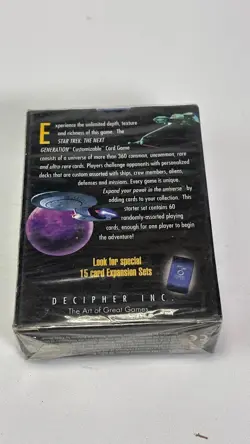 Experience the unlimited depth, texture
and richness of this game. The
STAR TREK: THE NEXT
GENERATION Customizable Card Game
consists of a universe of more than 360 common, uncommon, rare
and ultra-rare cards. Players challenge opponents with personalized
decks that are custom assorted with ships, crew members, aliens,
defenses and missions. Every game is unique.
Expand your power in the universe by
adding cards to your collection. This
starter set contains 60
randomly-assorted playing
cards, enough for one player to begin
the adventure!
Look for special
15 card Expansion Sets
DECIPHER INC.
The Art of Great Games